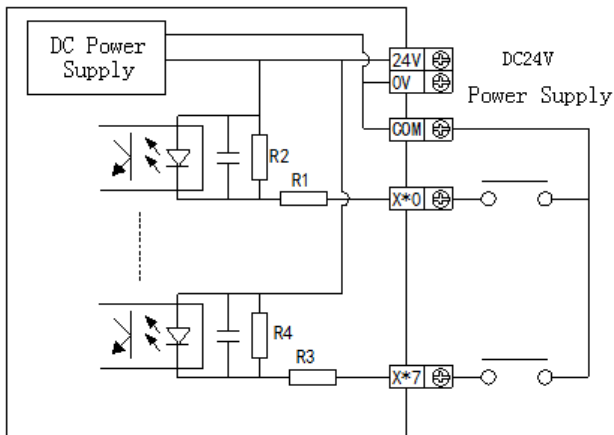 DC Power
Supply
24V
0V
DC24V
Power Supply
COM
R2
R1
X*0
R4
R3
X*7